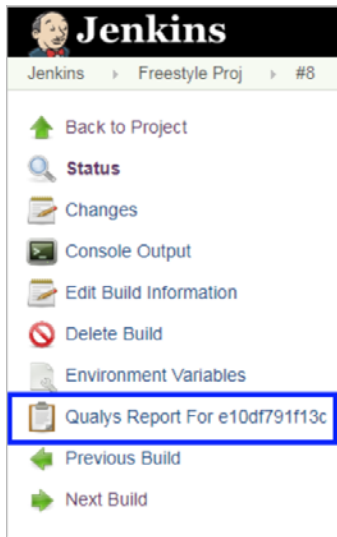 Jenkins
Jenkins Freestyle Proj #8
Back to Project
Status
Changes
Console Output
Edit Build Information
Delete Build
Environment Variables
Qualys Report For e10df791f13c
Previous Build
Next Build